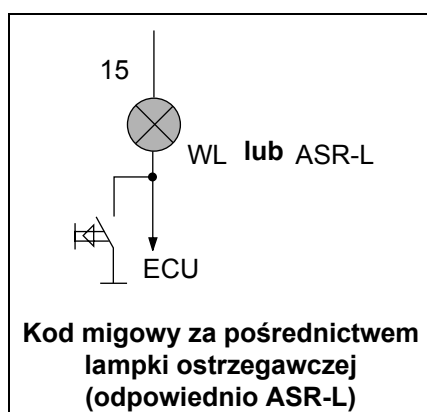 15
WL lub ASR-L
ECU
Kod migowy za pośrednictwem
lampki ostrzegawczej
(odpowiednio ASR-L)